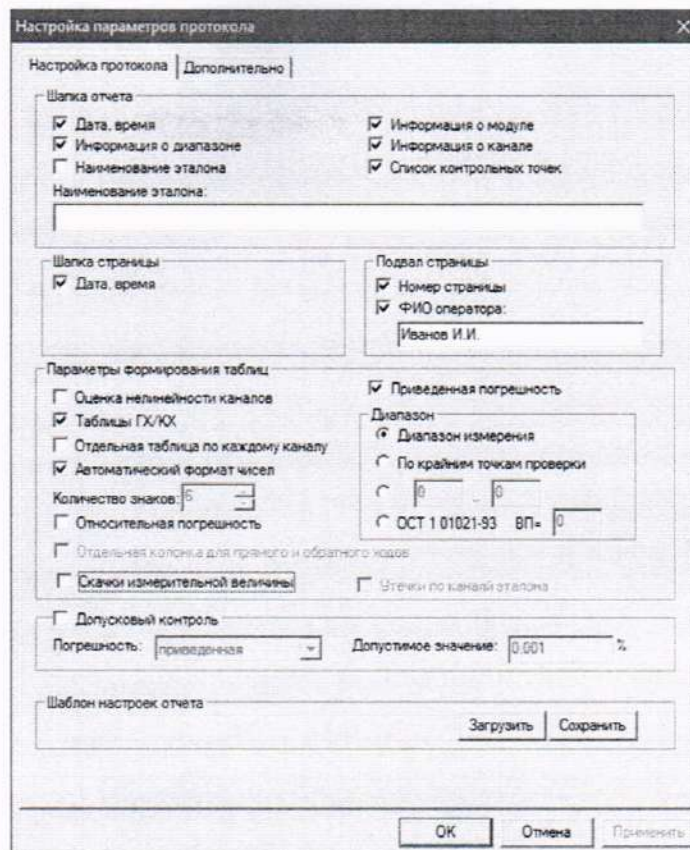 Настройка параметров протокола
Настройка протокола
Дополнительно
Шапка отчета
Дата, время
Информация о модуле
Информация о диапазоне
Информация о канале
Наименование эталона
Список контрольных точек
Наименование эталона:
Шапка страницы
Дата, время
Подвал страницы
Номер страницы
ФИО оператора:
Иванов И.И.
Параметры формирования таблиц
Оценка нелинейности каналов
Таблицы ГХ/КХ
Отдельная таблица по каждому каналу
Автоматический формат чисел
Количество знаков: 6
Относительная погрешность
Приведенная погрешность
Диапазон
Диапазон измерения
По крайним точкам проверки
0 - 0
ОСТ 1 01021-93 ВП= 0
Отдельная колонка для прямого и обратного ходов
Скачки измерительной величины
Утечки по каналй эталона
Допусковый контроль
Погрешность: приведенная
Допустимое значение: 0.001 %
Шаблон настроек отчета
Загрузить Сохранить
OK Отмена Применить